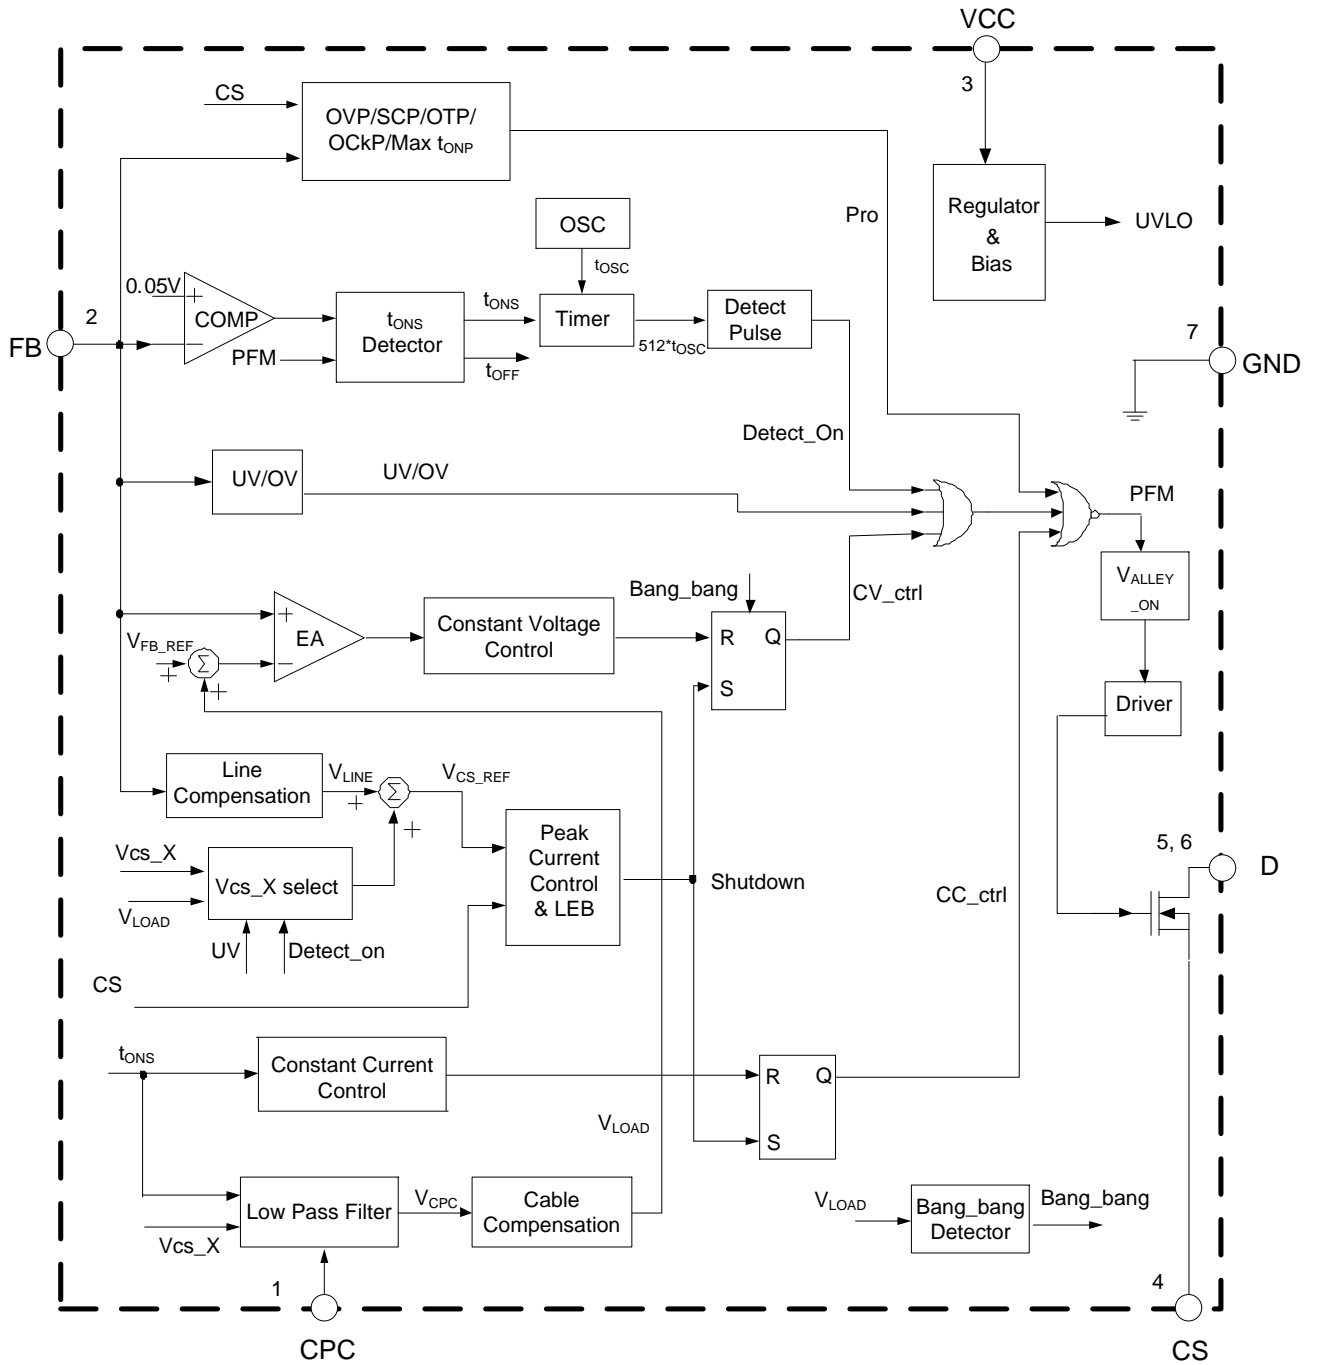 VCC
3
CS
OVP/SCP/OTP/
OCkP/Max tONP
Pro
Regulator
&
Bias
UVLO
OSC
tOSC
0.05V
+
COMP
−
PFM
tONS
Detector
tONS
tOFF
Timer
512*tOSC
Detect
Pulse
2
FB
7
GND
Detect_On
UV/OV
UV/OV
PFM
VALLEY
_ON
Bang_bang
CV_ctrl
+
EA
−
Constant Voltage
Control
R
Q
S
VFB_REF
+
Σ
+
Driver
Line
Compensation
VLINE
+
Σ
+
VCS_REF
Peak
Current
Control
& LEB
Shutdown
CC_ctrl
5, 6
D
Vcs_X
VLOAD
Vcs_X select
UV
Detect_on
CS
tONS
Constant Current
Control
R
Q
S
VLOAD
Low Pass Filter
Vcs_X
VCPC
Cable
Compensation
VLOAD
Bang_bang
Detector
Bang_bang
1
CPC
4
CS